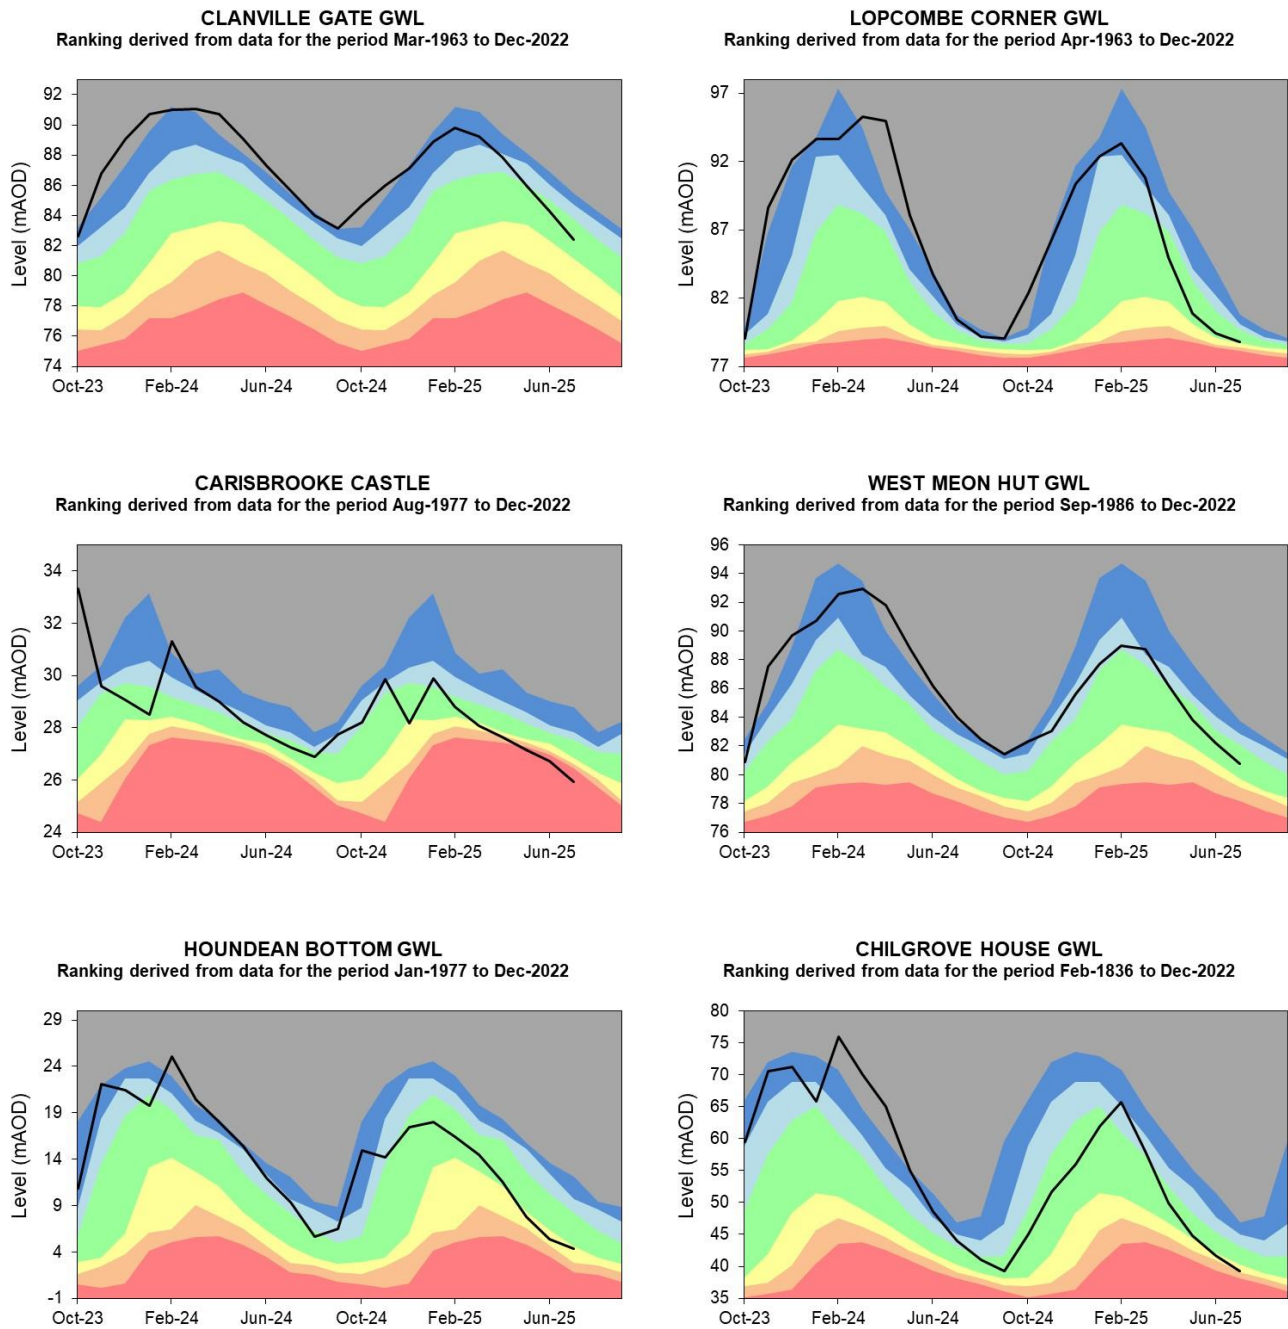 CLANVILLE GATE GWL
Ranking derived from data for the period Mar-1963 to Dec-2022
Level (mAOD)
92
90
88
86
84
82
80
78
76
74
Oct-23 Feb-24 Jun-24 Oct-24 Feb-25 Jun-25
LOPCOMBE CORNER GWL
Ranking derived from data for the period Apr-1963 to Dec-2022
Level (mAOD)
97
92
87
82
77
Oct-23 Feb-24 Jun-24 Oct-24 Feb-25 Jun-25
CARISBROOKE CASTLE
Ranking derived from data for the period Aug-1977 to Dec-2022
Level (mAOD)
34
32
30
28
26
24
Oct-23 Feb-24 Jun-24 Oct-24 Feb-25 Jun-25
WEST MEON HUT GWL
Ranking derived from data for the period Sep-1986 to Dec-2022
Level (mAOD)
96
94
92
90
88
86
84
82
80
78
76
Oct-23 Feb-24 Jun-24 Oct-24 Feb-25 Jun-25
HOUNDEAN BOTTOM GWL
Ranking derived from data for the period Jan-1977 to Dec-2022
Level (mAOD)
29
24
19
14
9
4
-1
Oct-23 Feb-24 Jun-24 Oct-24 Feb-25 Jun-25
CHILGROVE HOUSE GWL
Ranking derived from data for the period Feb-1836 to Dec-2022
Level (mAOD)
80
75
70
65
60
55
50
45
40
35
Oct-23 Feb-24 Jun-24 Oct-24 Feb-25 Jun-25